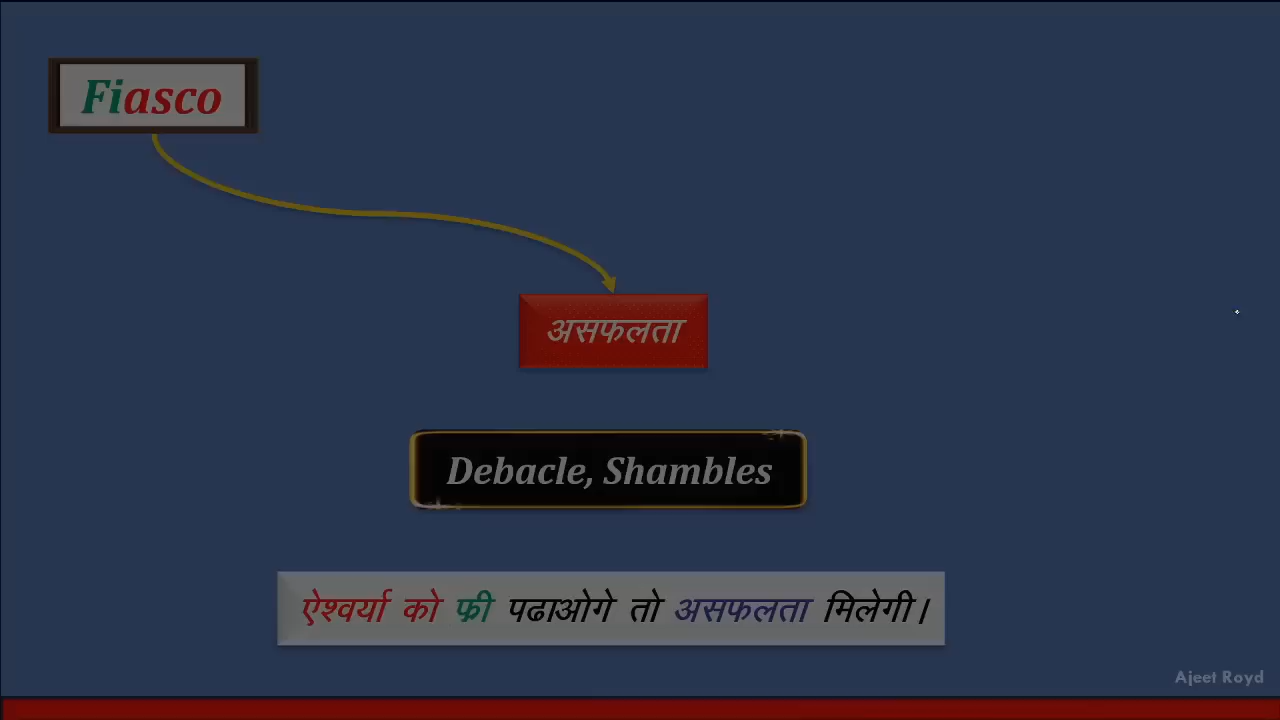 Fiasco
असफलता
Debacle, Shambles
ऐश्वर्या को फ्री पढाओगे तो असफलता मिलेगी।
Ajeet Royd